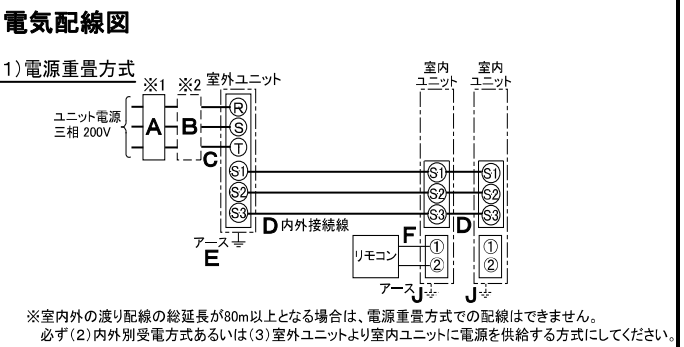 電気配線図
1)電源重畳方式
※1 ※2 室外ユニット 室内ユニット 室内ユニット
ユニット電源
三相 200V
A B C
R
S
T
S1 S1 S1
S2 S2 S2
S3 S3 S3
D 内外接続線 D
アース
E
F
リモコン ① ①
② ②
アース J J
※室内外の渡り配線の総延長が80m以上となる場合は、電源重畳方式での配線はできません。
必ず(2)内外別受電方式あるいは(3)室外ユニットより室内ユニットに電源を供給する方式にしてください。